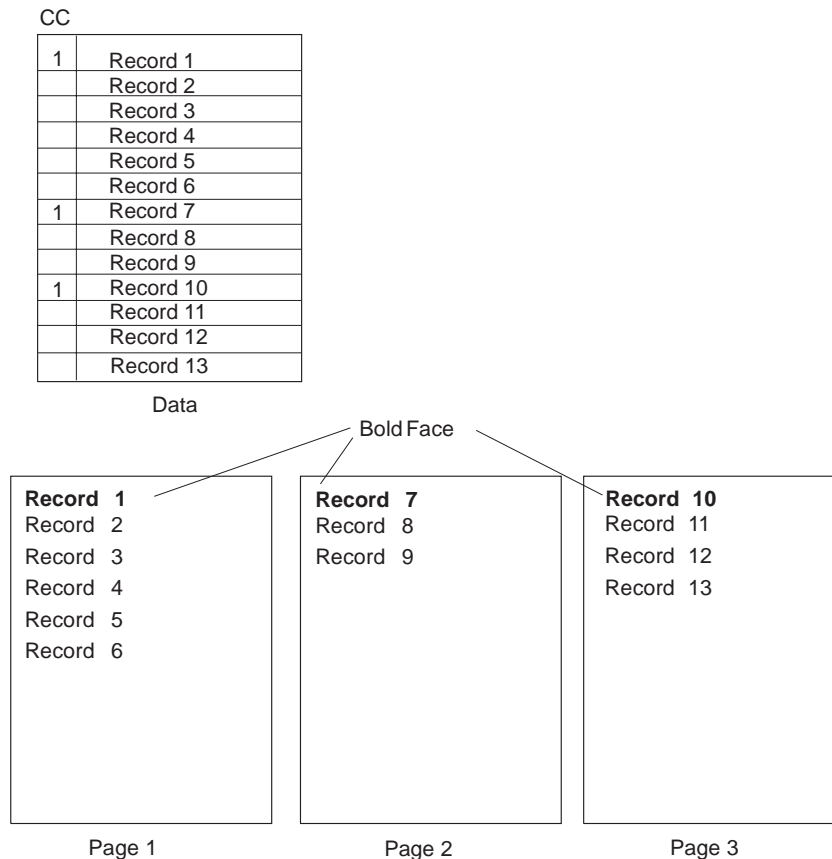 CC
1 Record 1
Record 2
Record 3
Record 4
Record 5
Record 6
1 Record 7
Record 8
Record 9
1 Record 10
Record 11
Record 12
Record 13
Data
Bold Face
Record 1
Record 2
Record 3
Record 4
Record 5
Record 6
Page 1
Record 7
Record 8
Record 9
Page 2
Record 10
Record 11
Record 12
Record 13
Page 3